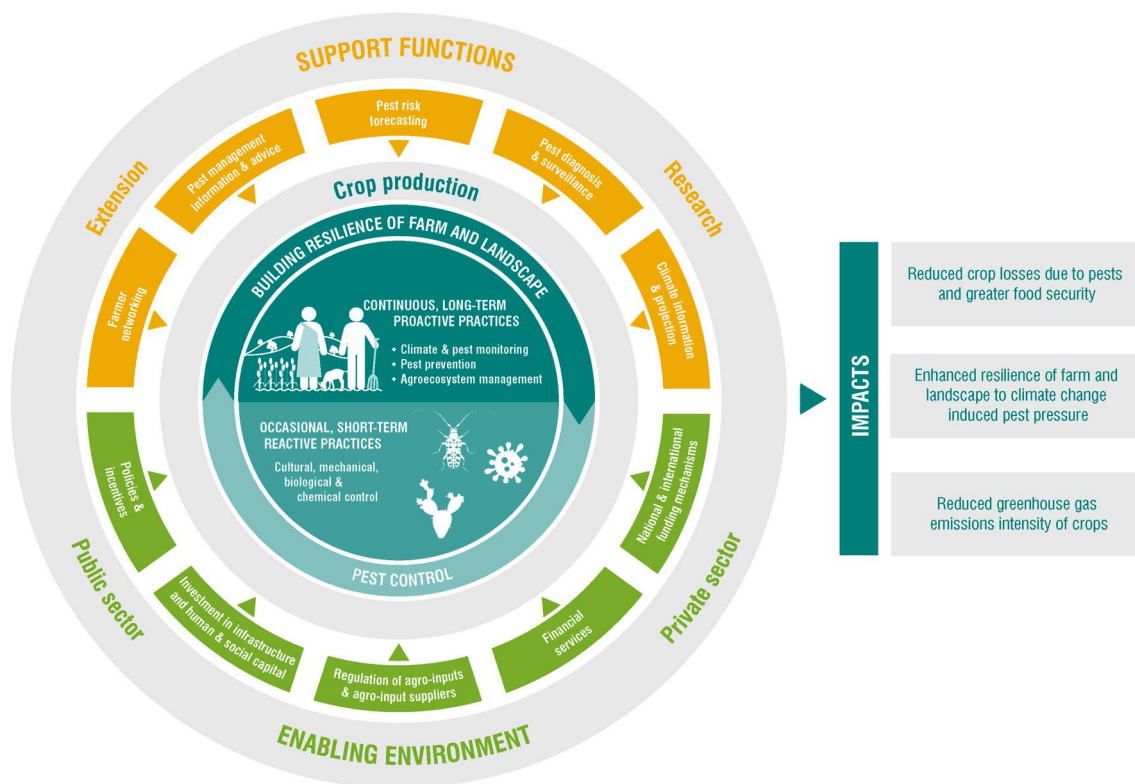 SUPPORT FUNCTIONS
Extension
Research
Pest risk
forecasting
Pest management
Information & advice
Pest diagnosis
& surveillance
Farmer
networking
Climate information
& projection
Crop production
BUILDING RESILIENCE OF FARM AND LANDSCAPE
CONTINUOUS, LONG-TERM
PROACTIVE PRACTICES
• Climate & pest monitoring
• Pest prevention
• Agroecosystem management
OCCASIONAL, SHORT-TERM
REACTIVE PRACTICES
Cultural, mechanical,
biological &
chemical control
PEST CONTROL
Policies &
incentives
National & international
funding mechanisms
Investment in infrastructure
and human & social capital
Financial
services
Regulation of agro-inputs
& agro-input suppliers
Public sector
Private sector
ENABLING ENVIRONMENT
IMPACTS
Reduced crop losses due to pests
and greater food security
Enhanced resilience of farm and
landscape to climate change
induced pest pressure
Reduced greenhouse gas
emissions intensity of crops